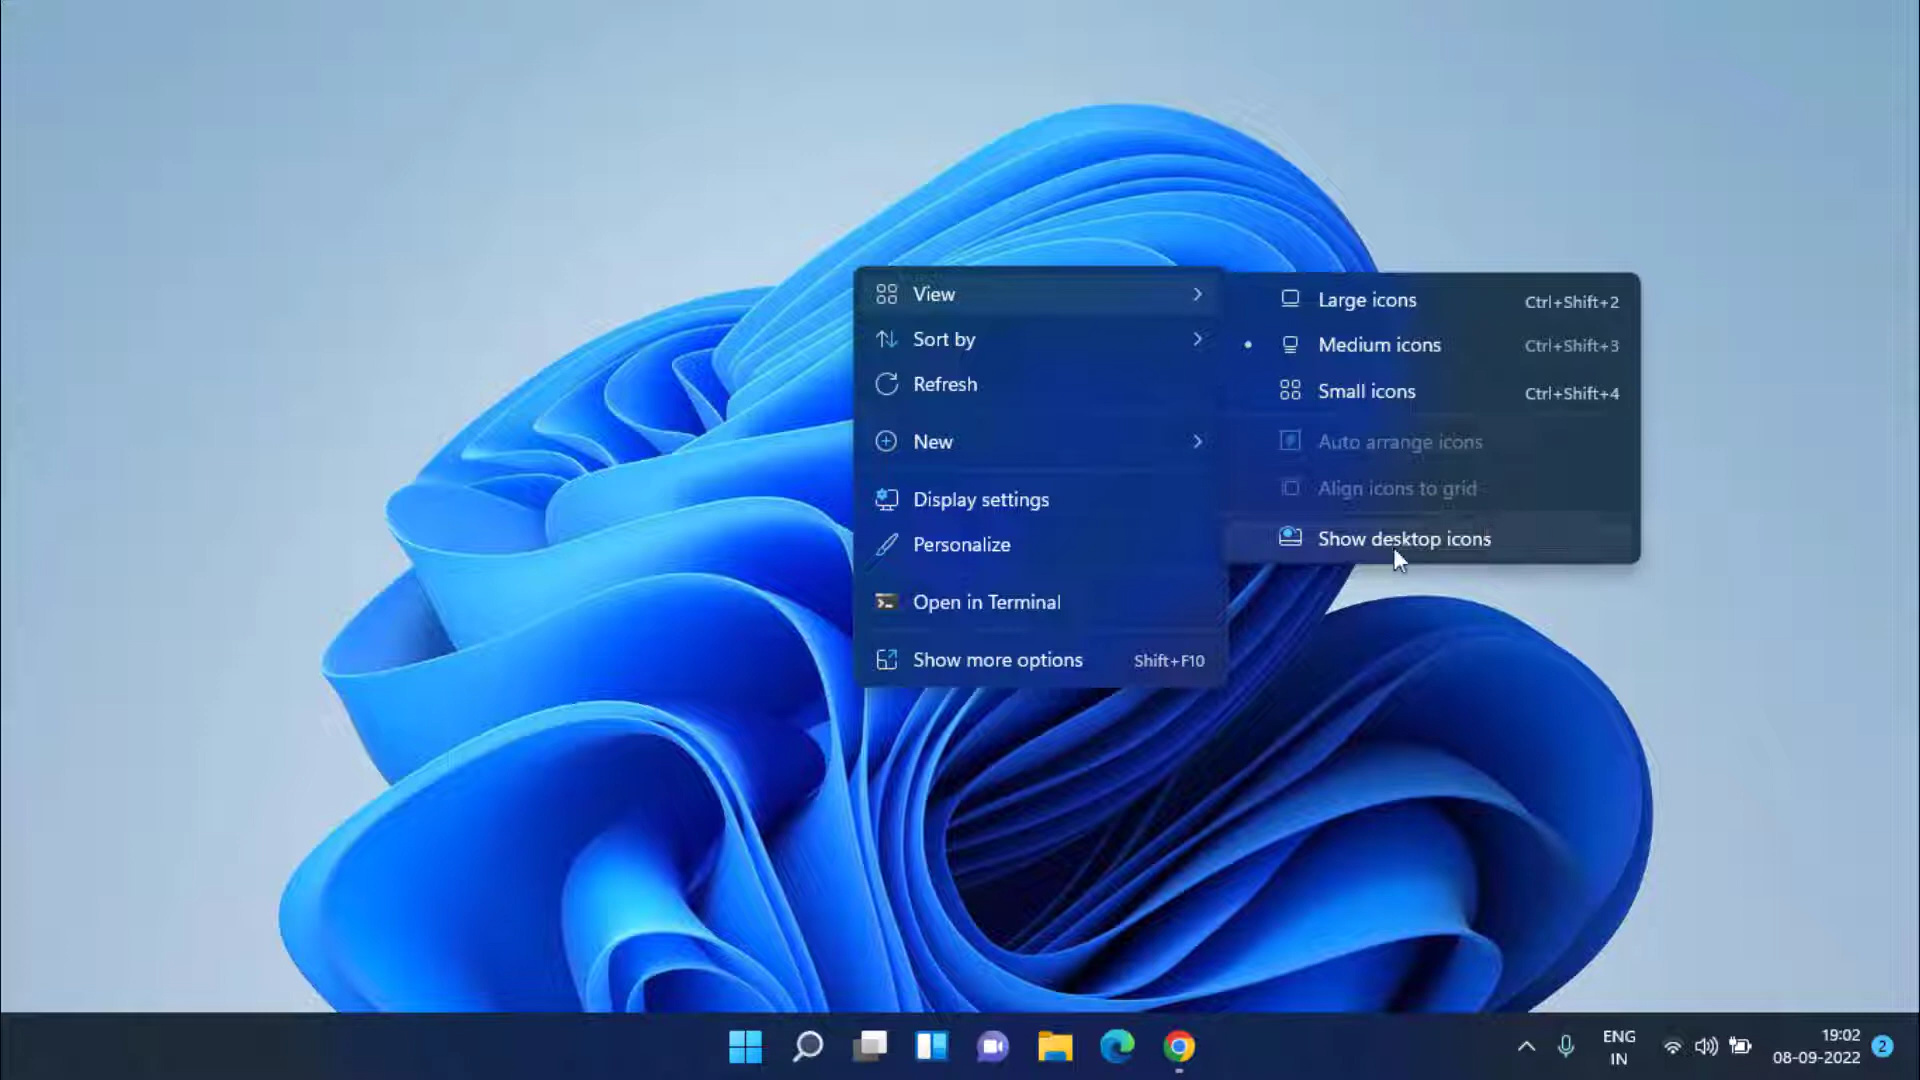 View
Sort by
Refresh
New
Display settings
Personalize
Open in Terminal
Show more options Shift+F10
Large icons Ctrl+Shift+2
Medium icons Ctrl+Shift+3
Small icons Ctrl+Shift+4
Auto arrange icons
Align icons to grid
Show desktop icons
ENG
IN
19:02
08-09-2022
2